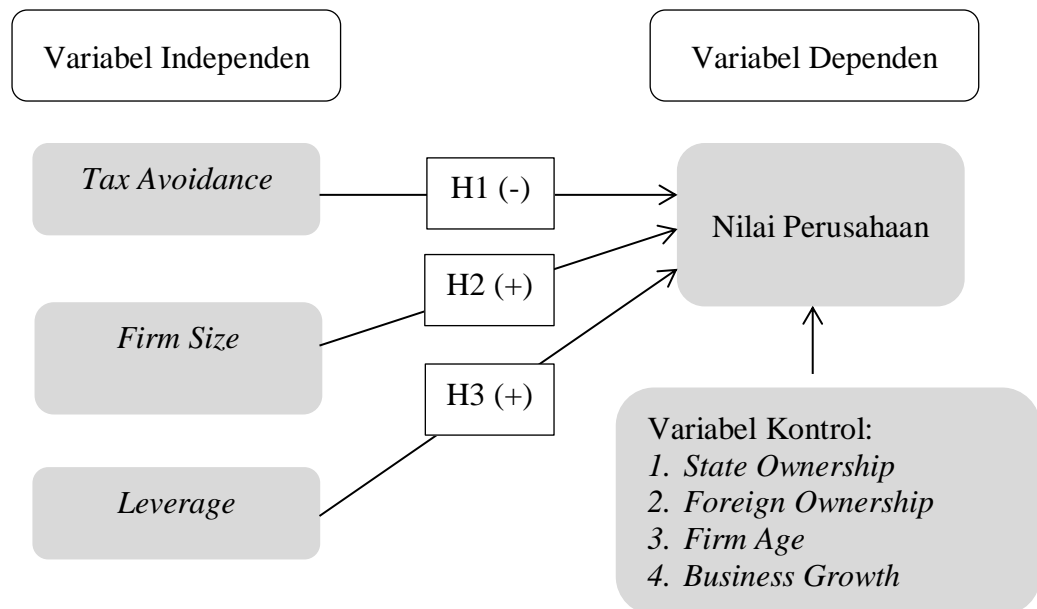 Variabel Independen
Variabel Dependen
Tax Avoidance
H1 (-)
Nilai Perusahaan
H2 (+)
Firm Size
H3 (+)
Leverage
Variabel Kontrol:
1. State Ownership
2. Foreign Ownership
3. Firm Age
4. Business Growth